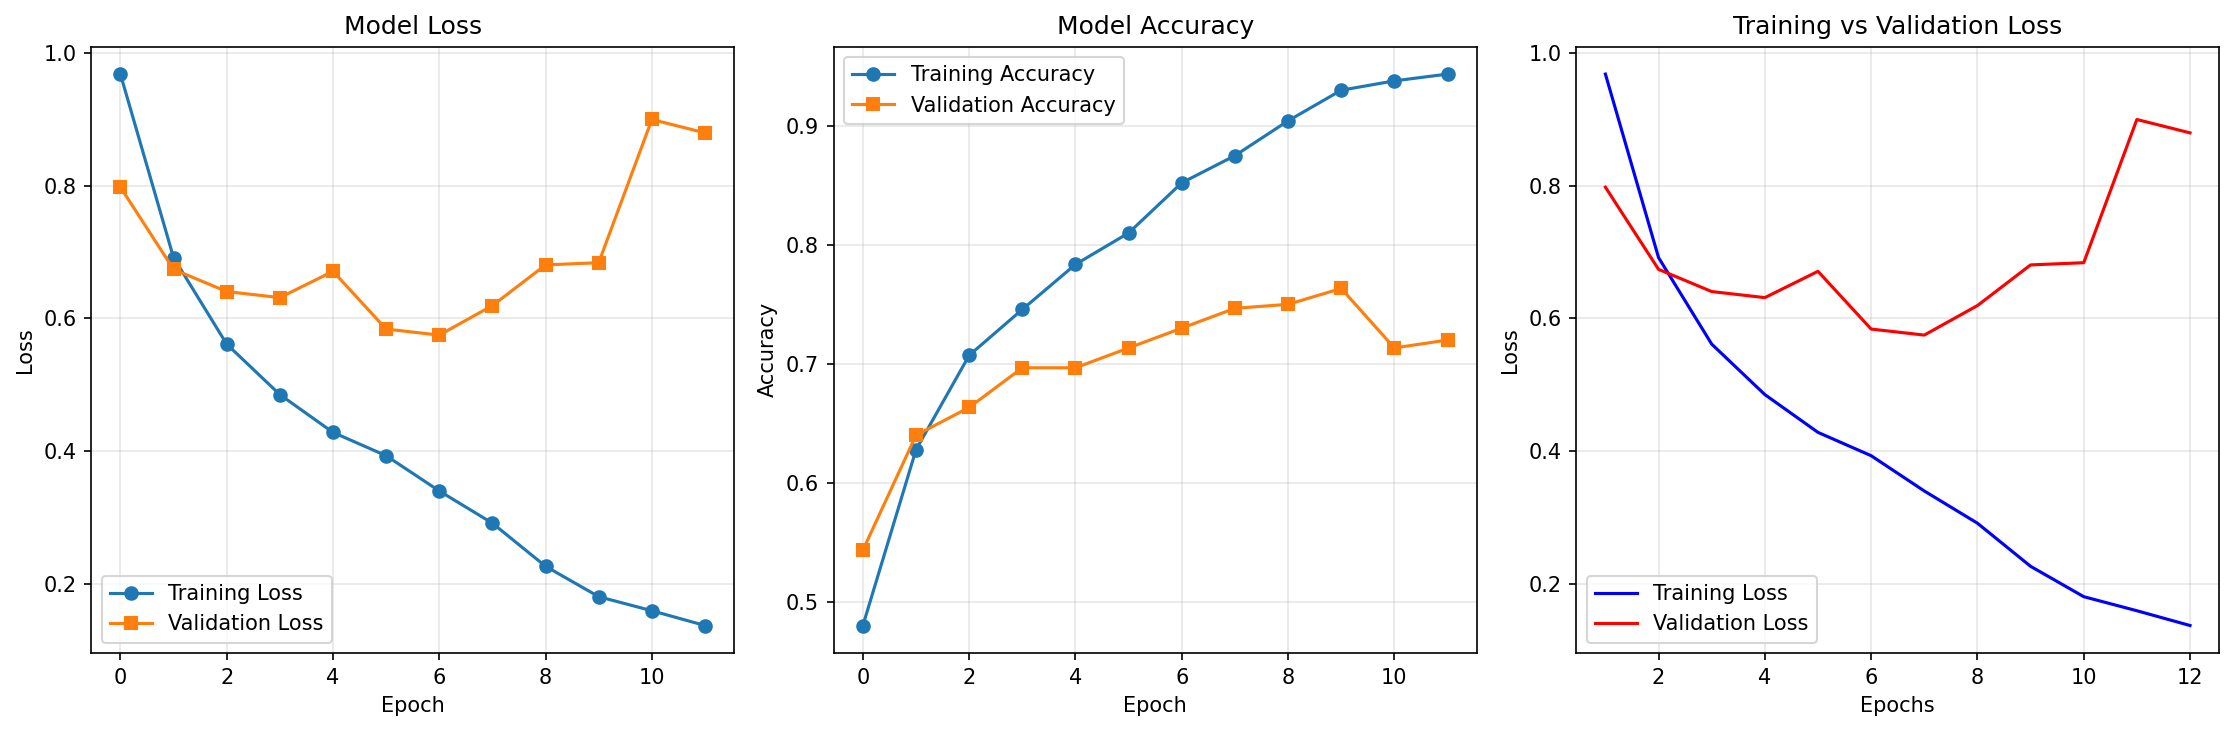 Model Loss
1.0
0.8
0.6
0.4
0.2
Loss
Training Loss
Validation Loss
0 2 4 6 8 10
Epoch
Model Accuracy
Training Accuracy
Validation Accuracy
0.9
0.8
0.7
0.6
0.5
Accuracy
0 2 4 6 8 10
Epoch
Training vs Validation Loss
1.0
0.8
0.6
0.4
0.2
Loss
Training Loss
Validation Loss
2 4 6 8 10 12
Epochs